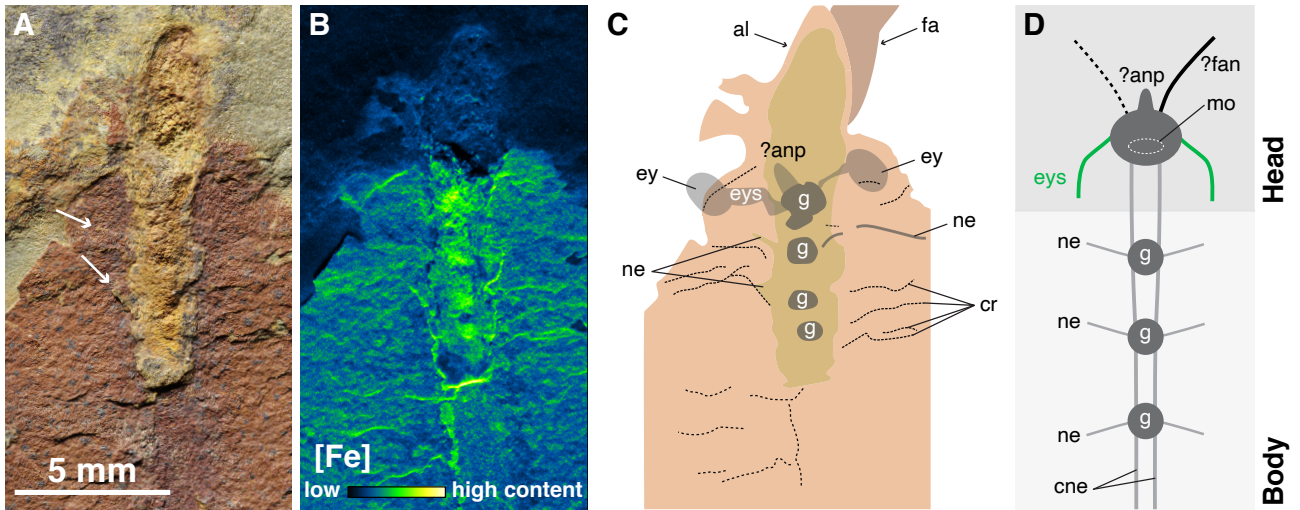 A
5 mm
B
[Fe]
low
high content
C
al
fa
?anp
ey
ey
eys
g
g
ne
ne
g
g
cr
D
?anp
?fan
mo
eys
Head
ne
g
ne
g
ne
g
cne
Body